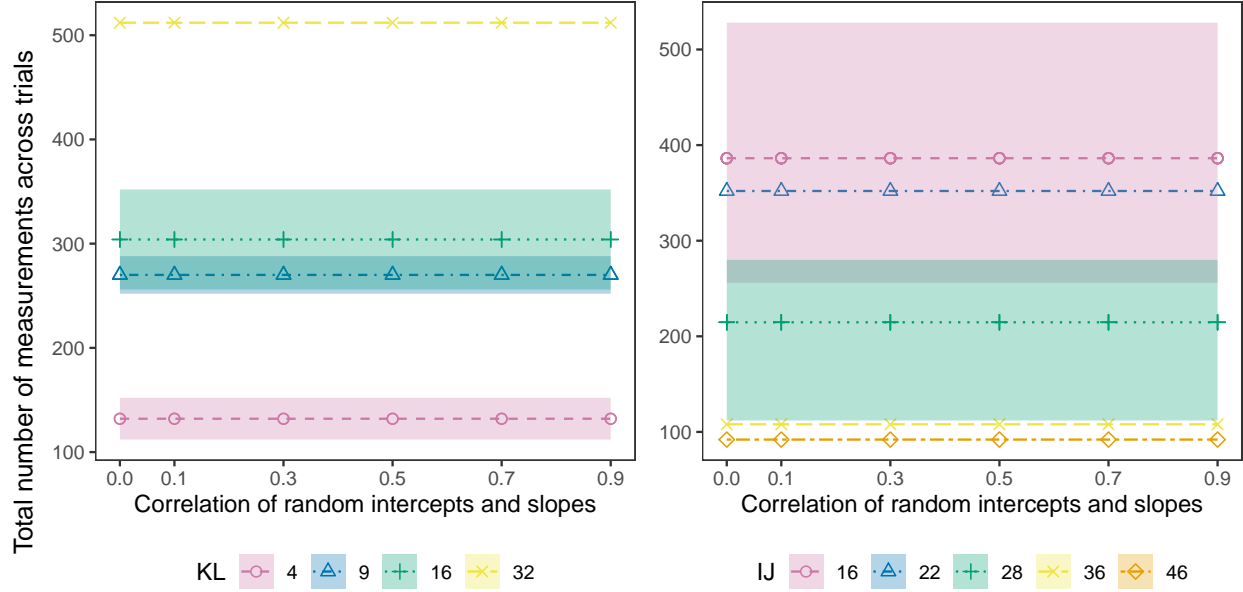 Total number of measurements across trials
500
400
300
200
100
0.0 0.1 0.3 0.5 0.7 0.9
Correlation of random intercepts and slopes
KL 4 9 16 32
500
400
300
200
100
0.0 0.1 0.3 0.5 0.7 0.9
Correlation of random intercepts and slopes
IJ 16 22 28 36 46